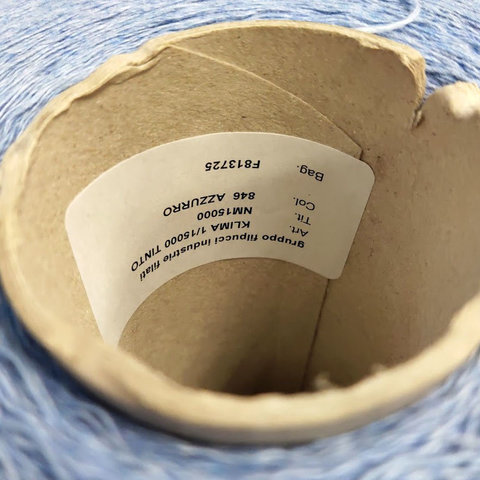 gruppo filpucci industrie filati
Art. KLIMA 1/15000 TINTO
Tit. NM15000
Col. 846 AZZURRO
Bag. F813725